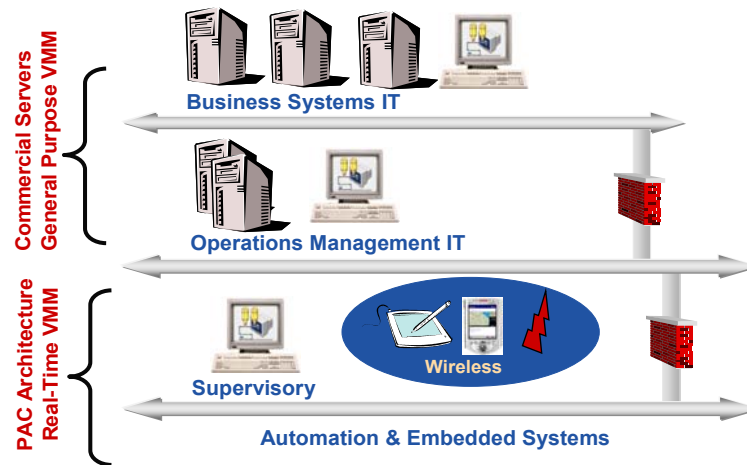 Commercial Servers
General Purpose VMM
Business Systems IT
Operations Management IT
PAC Architecture
Real-Time VMM
Wireless
Supervisory
Automation & Embedded Systems